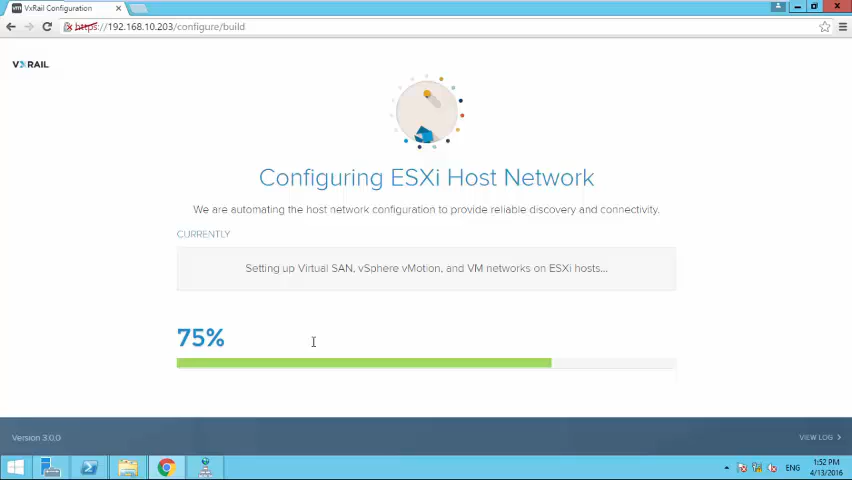 VxRail Configuration
https://192.168.10.203/configure/build
VXRAIL
Configuring ESXi Host Network
We are automating the host network configuration to provide reliable discovery and connectivity.
CURRENTLY
Setting up Virtual SAN, vSphere vMotion, and VM networks on ESXi hosts...
75%
Version 3.0.0
VIEW LOG
ENG
1:52 PM
4/13/2016